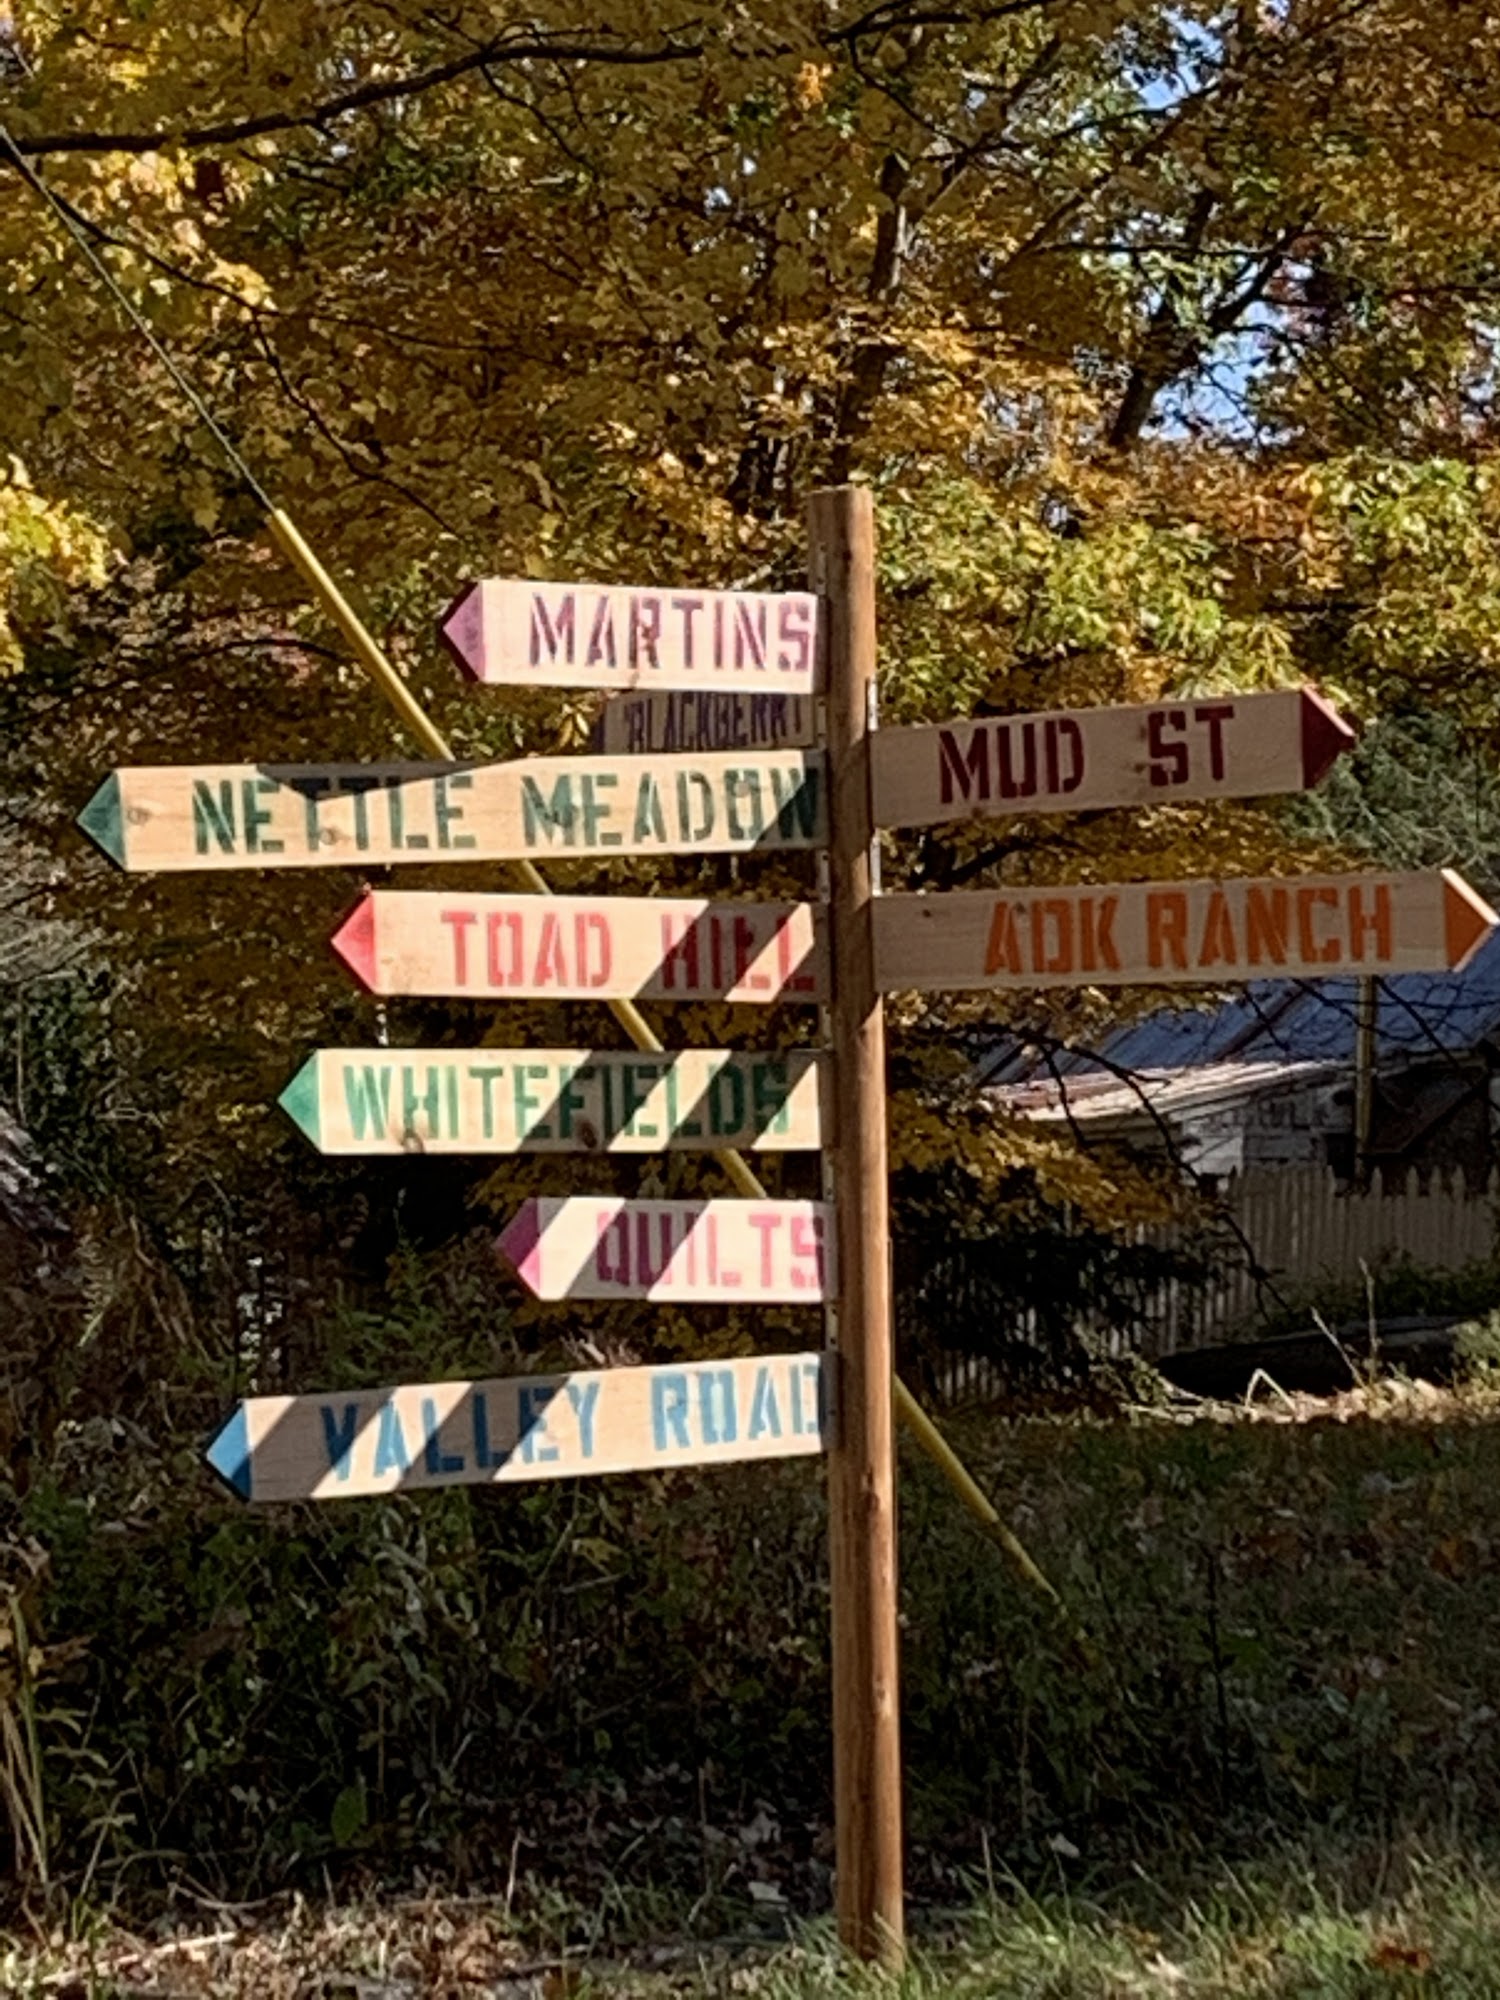 MARTINS
BLACKBERRY
MUD ST
NETTLE MEADOW
TOAD HILL
ADK RANCH
WHITEFIELDS
QUILTS
VALLEY ROAD